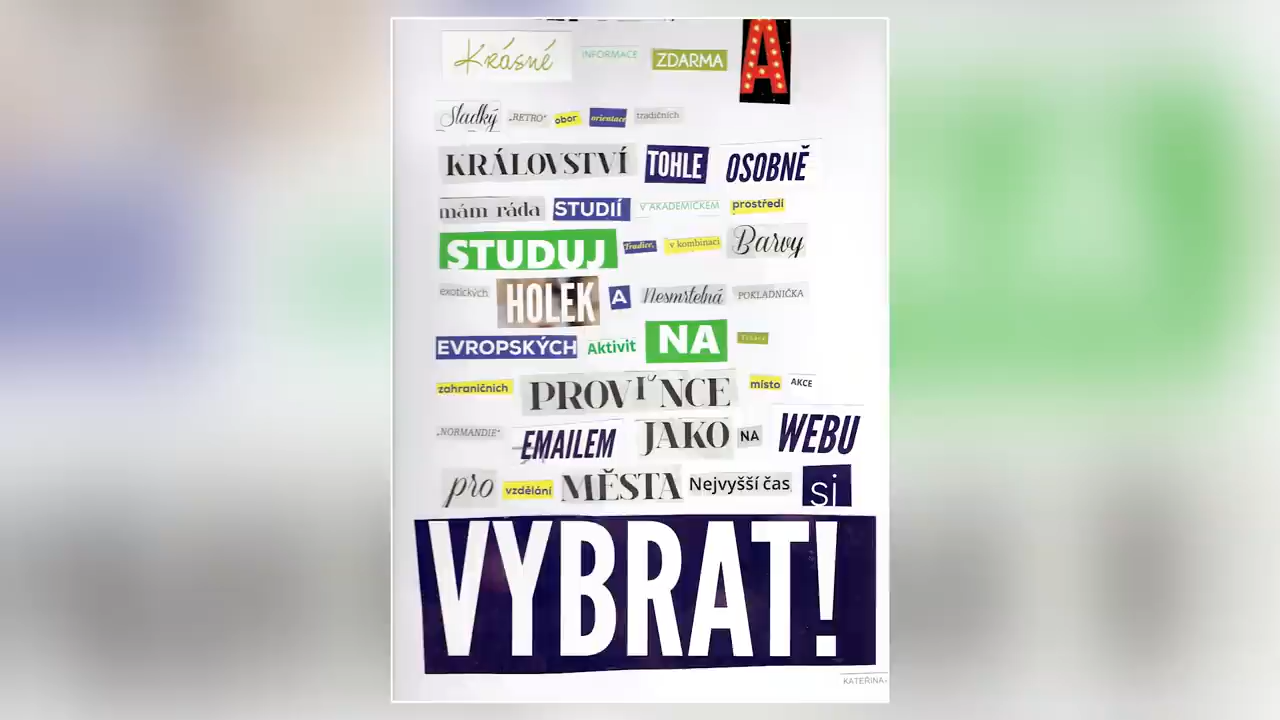 Krásné INFORMACE ZDARMA A
Sladký „RETRO“ obor orientace tradičních
KRÁLOVSTVÍ TOHLE OSOBNĚ
mám ráda STUDIÍ V AKADEMICKÉM prostředí
STUDUJ Tradice, v kombinaci Barvy
exotických HOLEK A Nesmrtelná POKLADNIČKA
EVROPSKÝCH Aktivit NA
zahraničních PROVINCE místo AKCE
„NORMANDIE“ EMAILEM JAKO NA WEBU
pro vzdělání MĚSTA Nejvyšší čas si
VYBRAT!
KATEŘINA